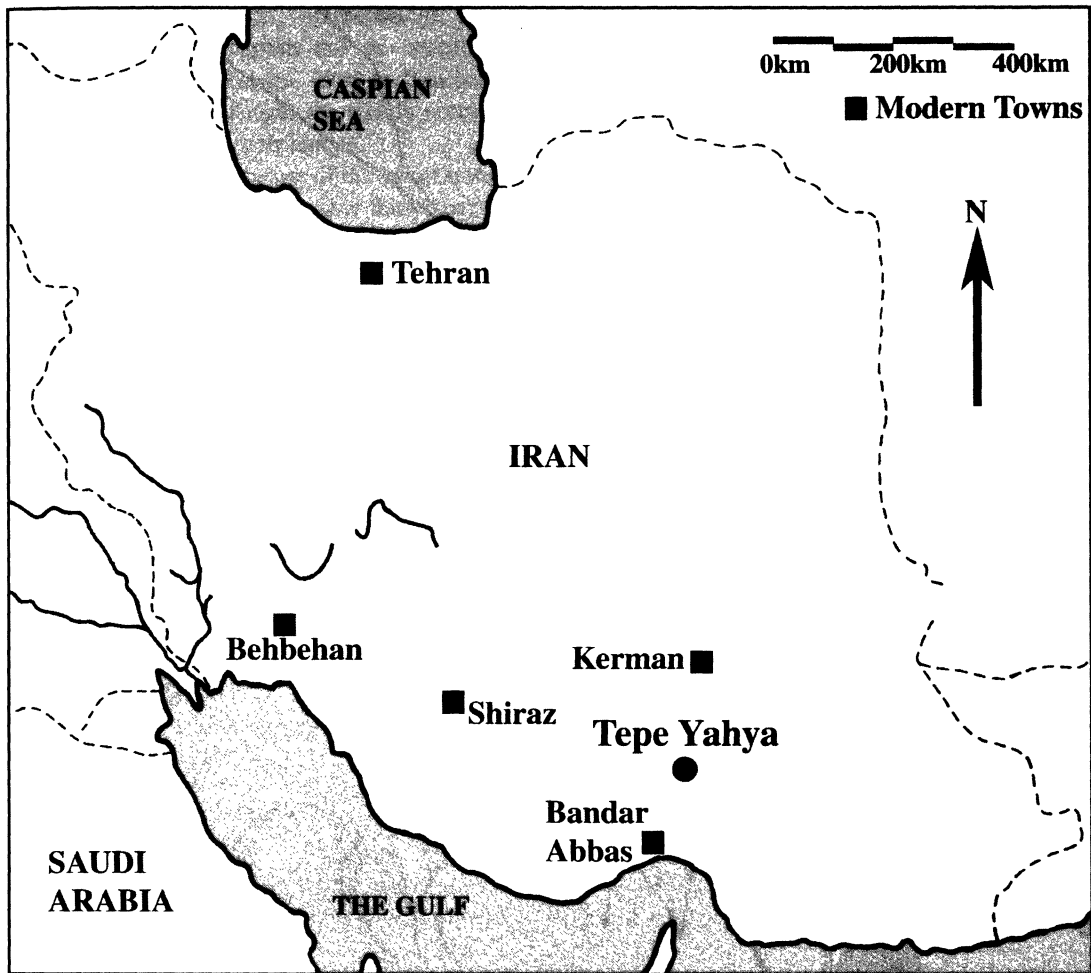 CASPIAN
SEA
0km 200km 400km
Modern Towns
N
Tehran
IRAN
Behbehan
Kerman
Shiraz
Tepe Yahya
Bandar
Abbas
SAUDI
ARABIA
THE GULF